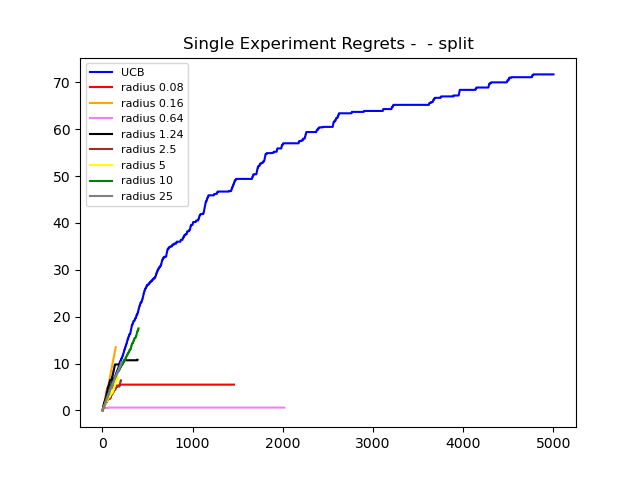 Single Experiment Regrets -  - split
UCB
radius 0.08
radius 0.16
radius 0.64
radius 1.24
radius 2.5
radius 5
radius 10
radius 25
70
60
50
40
30
20
10
0
0 1000 2000 3000 4000 5000